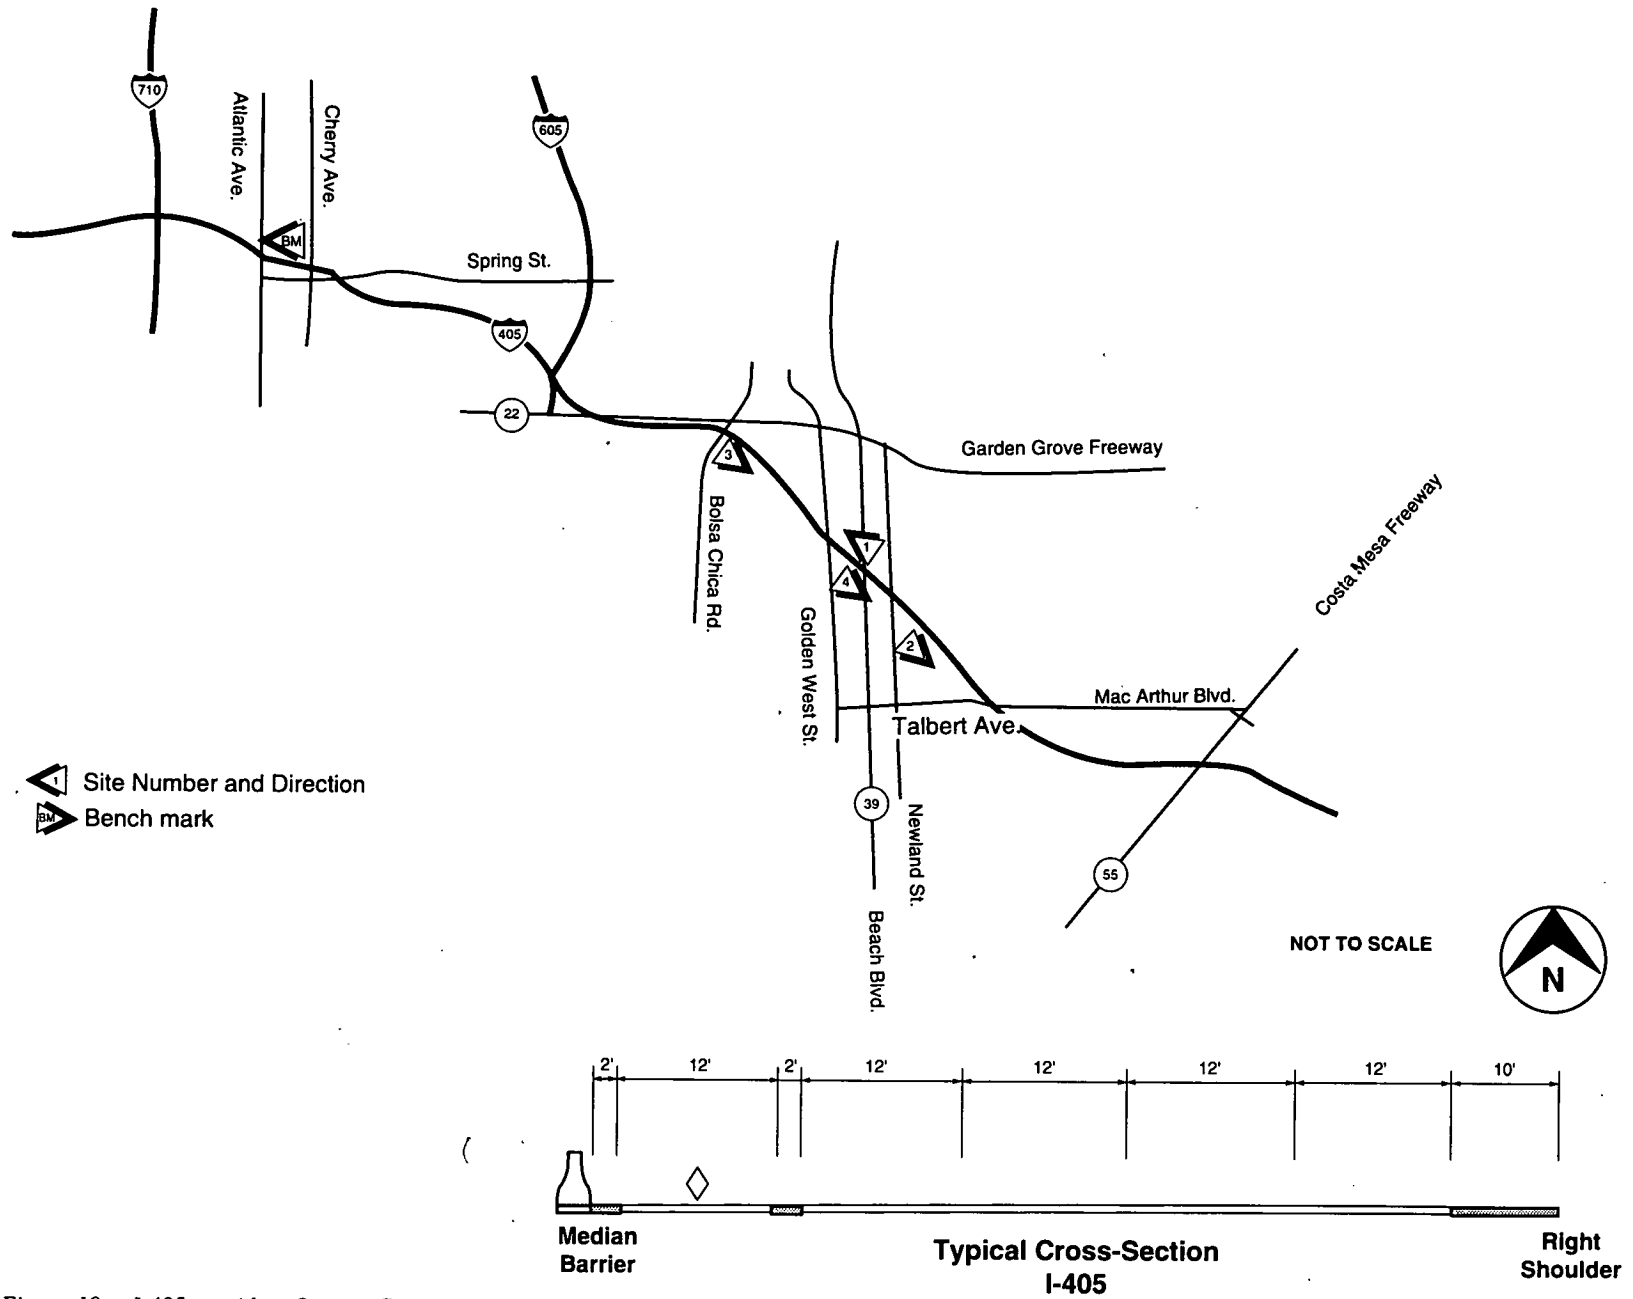 710
Atlantic Ave.
Cherry Ave.
605
BM
Spring St.
405
22
Garden Grove Freeway
3
Bolsa Chica Rd.
1
4
Golden West St.
2
Costa Mesa Freeway
Mac Arthur Blvd.
Talbert Ave.
1
Site Number and Direction
BM
Bench mark
39
Newland St.
Beach Blvd.
55
NOT TO SCALE
N
2' 12' 2' 12' 12' 12' 12' 10'
Median
Barrier
Typical Cross-Section
I-405
Right
Shoulder